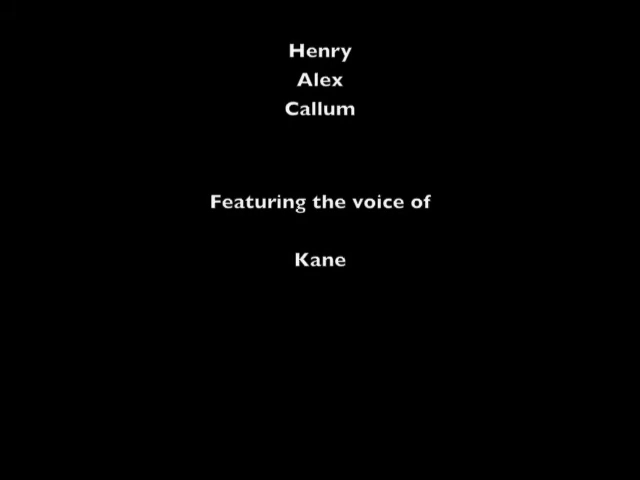 Henry
Alex
Callum
Featuring the voice of
Kane